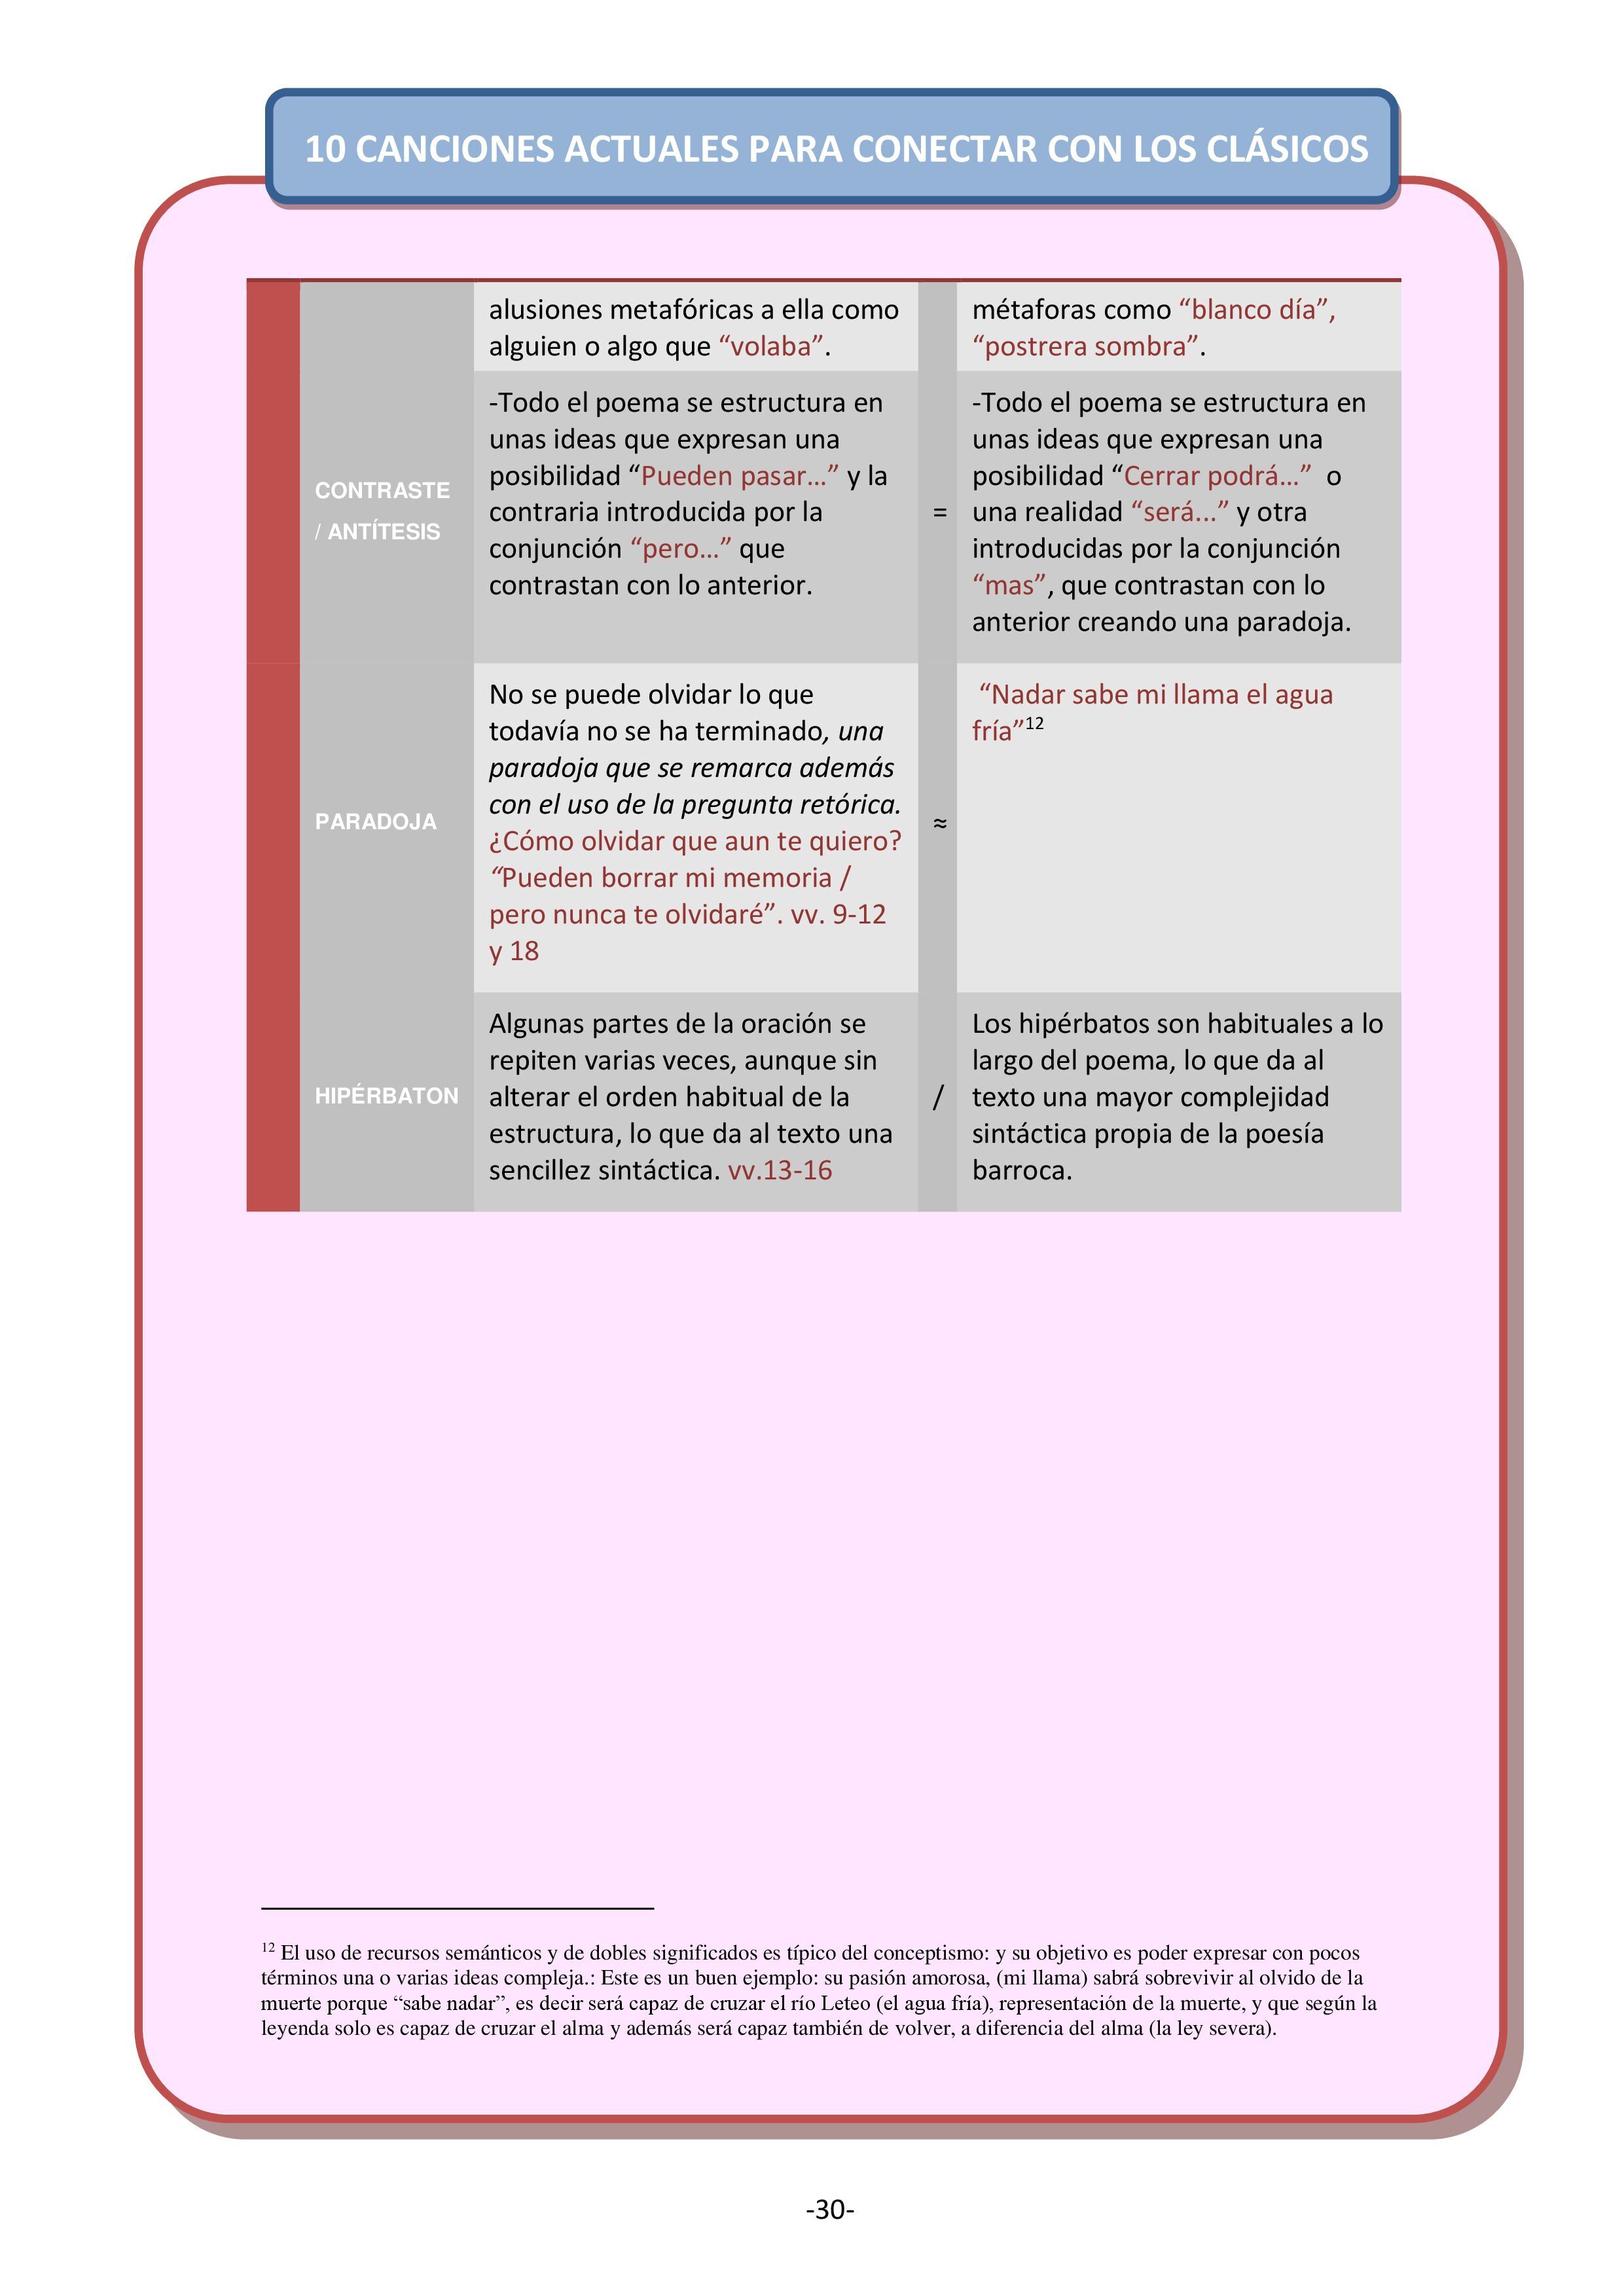 10 CANCIONES ACTUALES PARA CONECTAR CON LOS CLÁSICOS
alusiones metafóricas a ella como
alguien o algo que “volaba”.
métaforas como “blanco día”,
“postrera sombra”.
CONTRASTE
/ ANTÍTESIS
-Todo el poema se estructura en
unas ideas que expresan una
posibilidad “Pueden pasar…” y la
contraria introducida por la
conjunción “pero…” que
contrastan con lo anterior.
=
-Todo el poema se estructura en
unas ideas que expresan una
posibilidad “Cerrar podrá…” o
una realidad “será...” y otra
introducidas por la conjunción
“mas”, que contrastan con lo
anterior creando una paradoja.
PARADOJA
No se puede olvidar lo que
todavía no se ha terminado, una
paradoja que se remarca además
con el uso de la pregunta retórica.
¿Cómo olvidar que aun te quiero?
“Pueden borrar mi memoria /
pero nunca te olvidaré”. vv. 9-12
y 18
≈
“Nadar sabe mi llama el agua
fría”12
HIPÉRBATON
Algunas partes de la oración se
repiten varias veces, aunque sin
alterar el orden habitual de la
estructura, lo que da al texto una
sencillez sintáctica. vv.13-16
/
Los hipérbatos son habituales a lo
largo del poema, lo que da al
texto una mayor complejidad
sintáctica propia de la poesía
barroca.
12 El uso de recursos semánticos y de dobles significados es típico del conceptismo: y su objetivo es poder expresar con pocos
términos una o varias ideas compleja.: Este es un buen ejemplo: su pasión amorosa, (mi llama) sabrá sobrevivir al olvido de la
muerte porque “sabe nadar”, es decir será capaz de cruzar el río Leteo (el agua fría), representación de la muerte, y que según la
leyenda solo es capaz de cruzar el alma y además será capaz también de volver, a diferencia del alma (la ley severa).
-30-